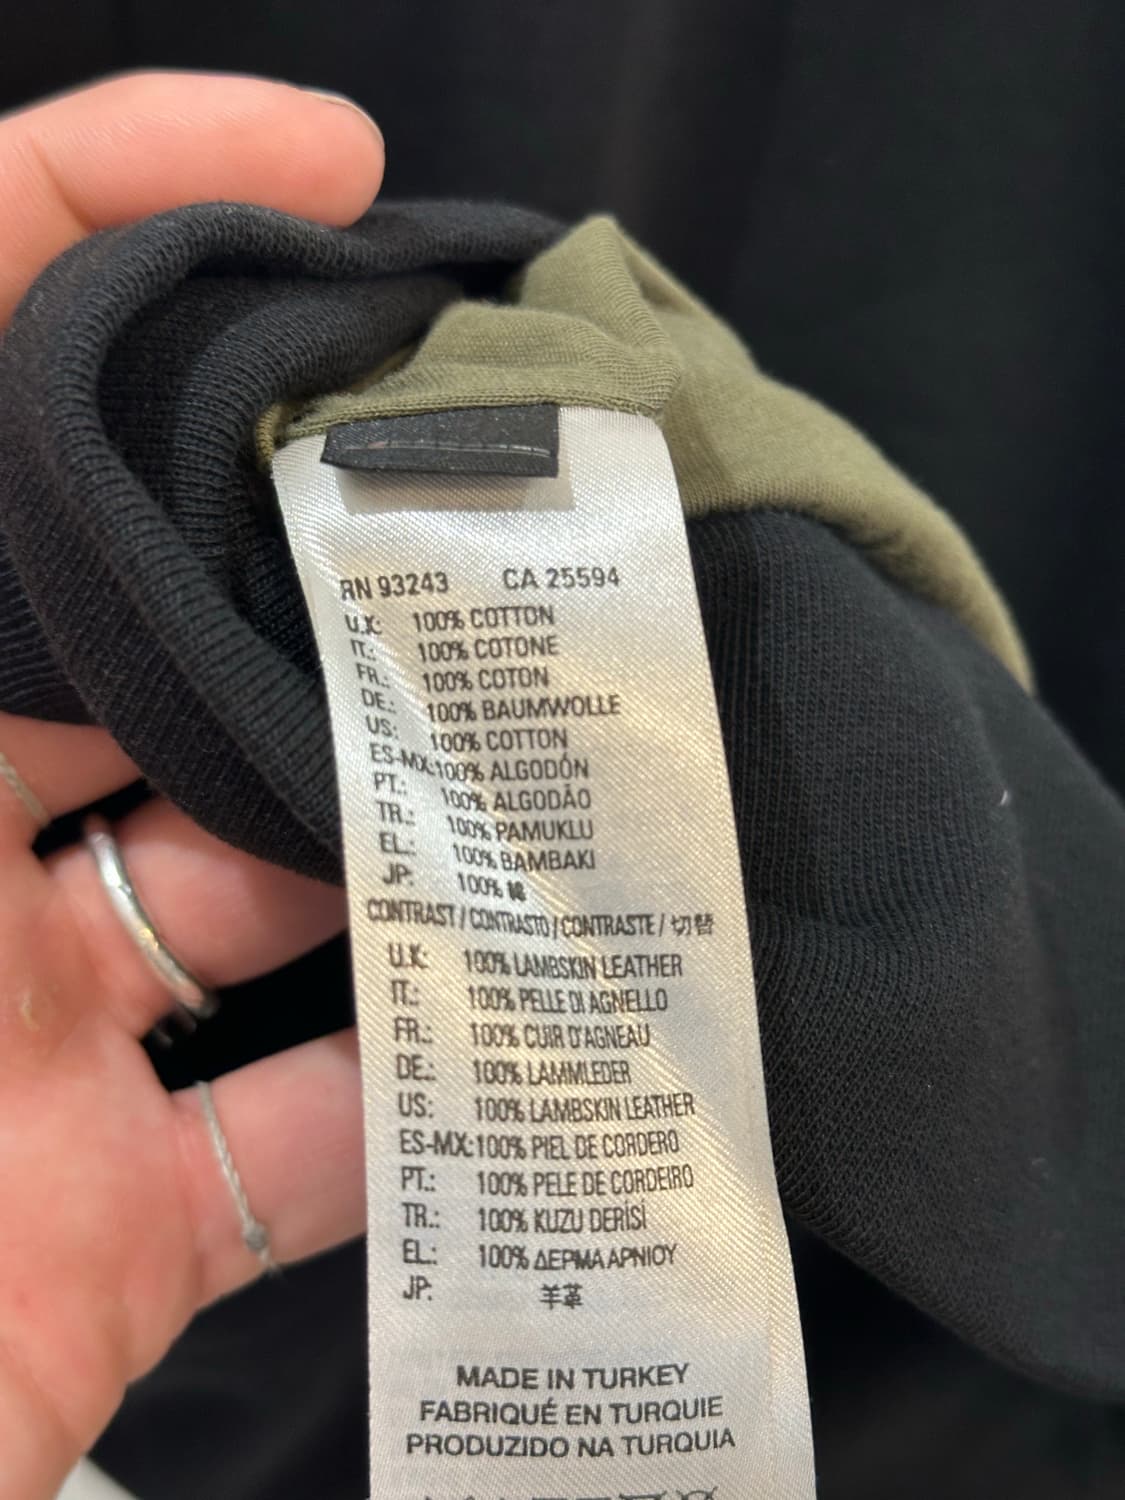 RN 93243 CA 25594
U.K: 100% COTTON
IT.: 100% COTONE
FR.: 100% COTON
DE.: 100% BAUMWOLLE
US: 100% COTTON
ES-MX: 100% ALGODÓN
PT.: 100% ALGODÃO
TR.: 100% PAMUKLU
EL.: 100% BAMBAKI
JP: 100% 綿
CONTRAST / CONTRASTO / CONTRASTE / 切替
U.K: 100% LAMBSKIN LEATHER
IT.: 100% PELLE DI AGNELLO
FR.: 100% CUIR D'AGNEAU
DE.: 100% LAMMLEDER
US: 100% LAMBSKIN LEATHER
ES-MX: 100% PIEL DE CORDERO
PT.: 100% PELE DE CORDEIRO
TR.: 100% KUZU DERİSİ
EL.: 100% ΔΕΡΜΑ ΑΡΝΙΟΥ
JP: 羊革
MADE IN TURKEY
FABRIQUÉ EN TURQUIE
PRODUZIDO NA TURQUIA